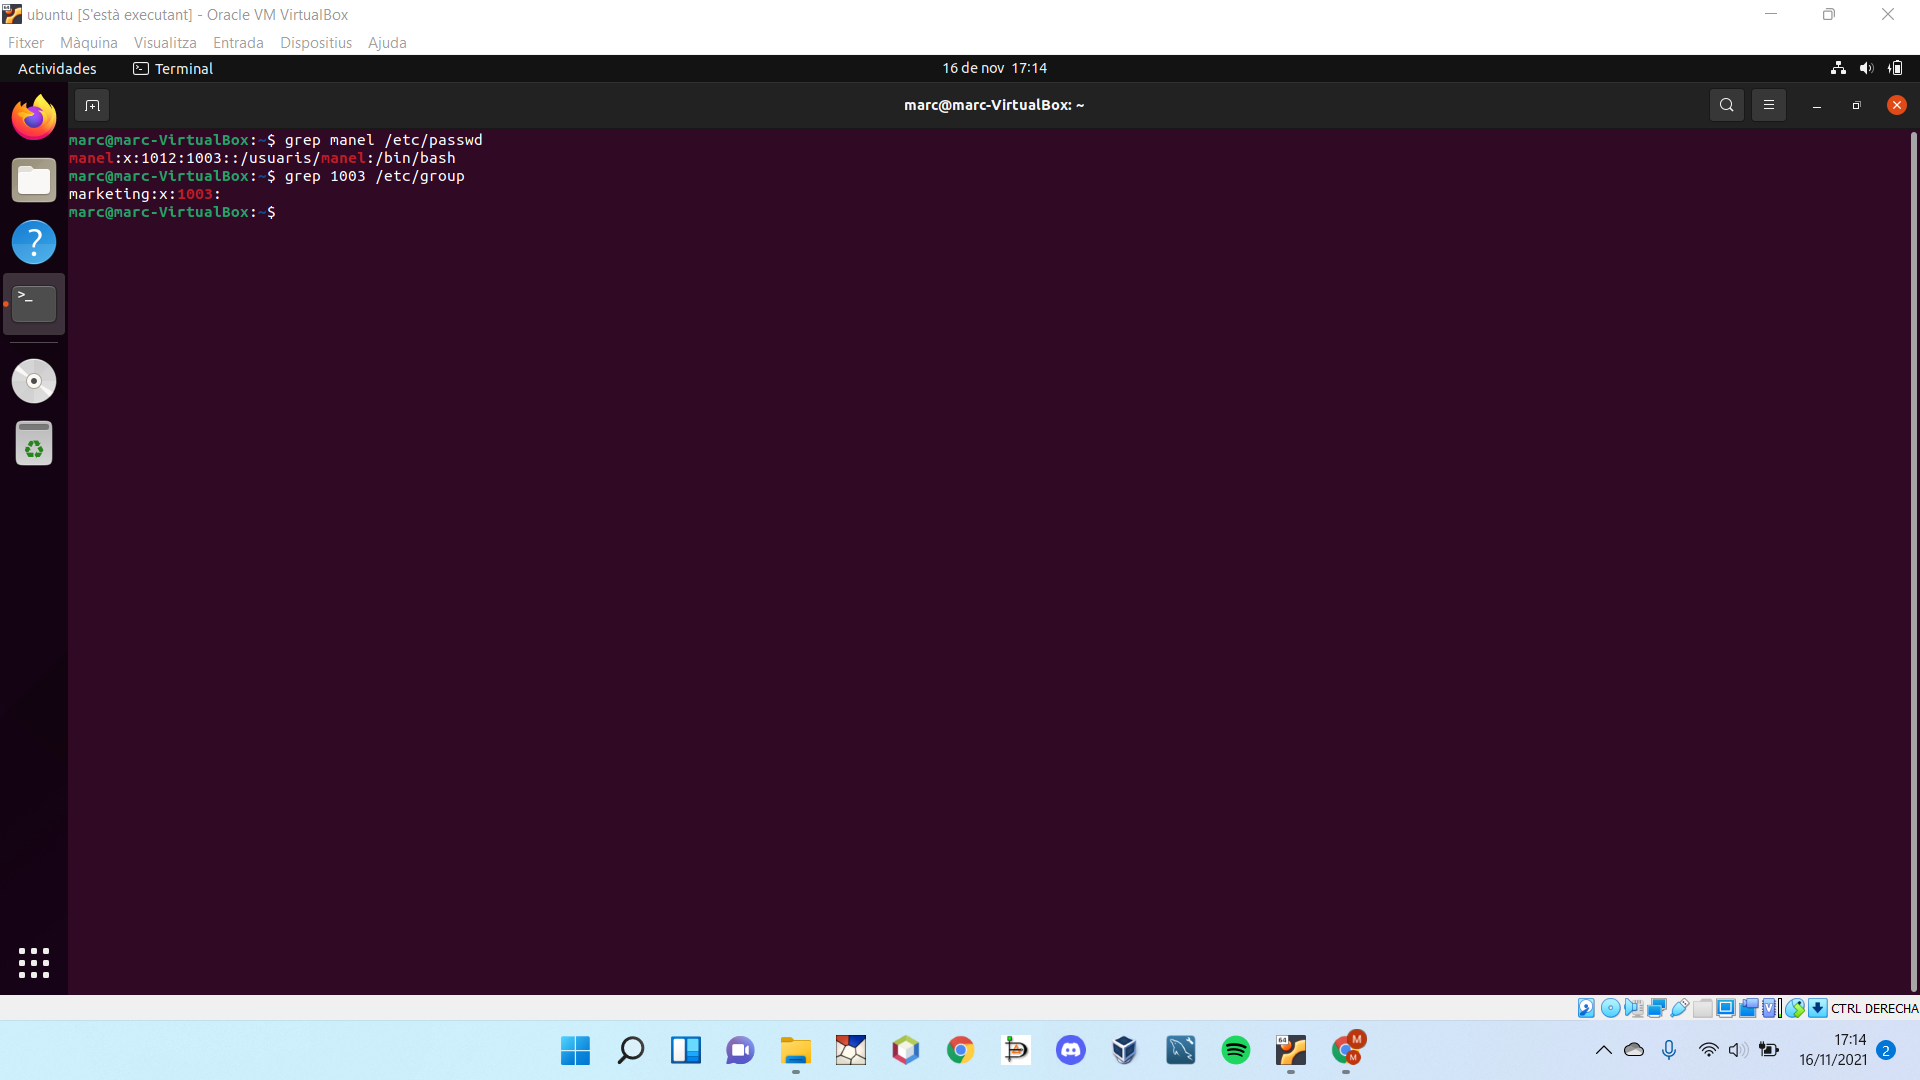 ubuntu [S'està executant] - Oracle VM VirtualBox
Fitxer Màquina Visualitza Entrada Dispositius Ajuda
Actividades Terminal 16 de nov 17:14
marc@marc-VirtualBox: ~
marc@marc-VirtualBox:~$ grep manel /etc/passwd
manel:x:1012:1003::/usuaris/manel:/bin/bash
marc@marc-VirtualBox:~$ grep 1003 /etc/group
marketing:x:1003:
marc@marc-VirtualBox:~$
CTRL DERECHA
17:14
16/11/2021
2